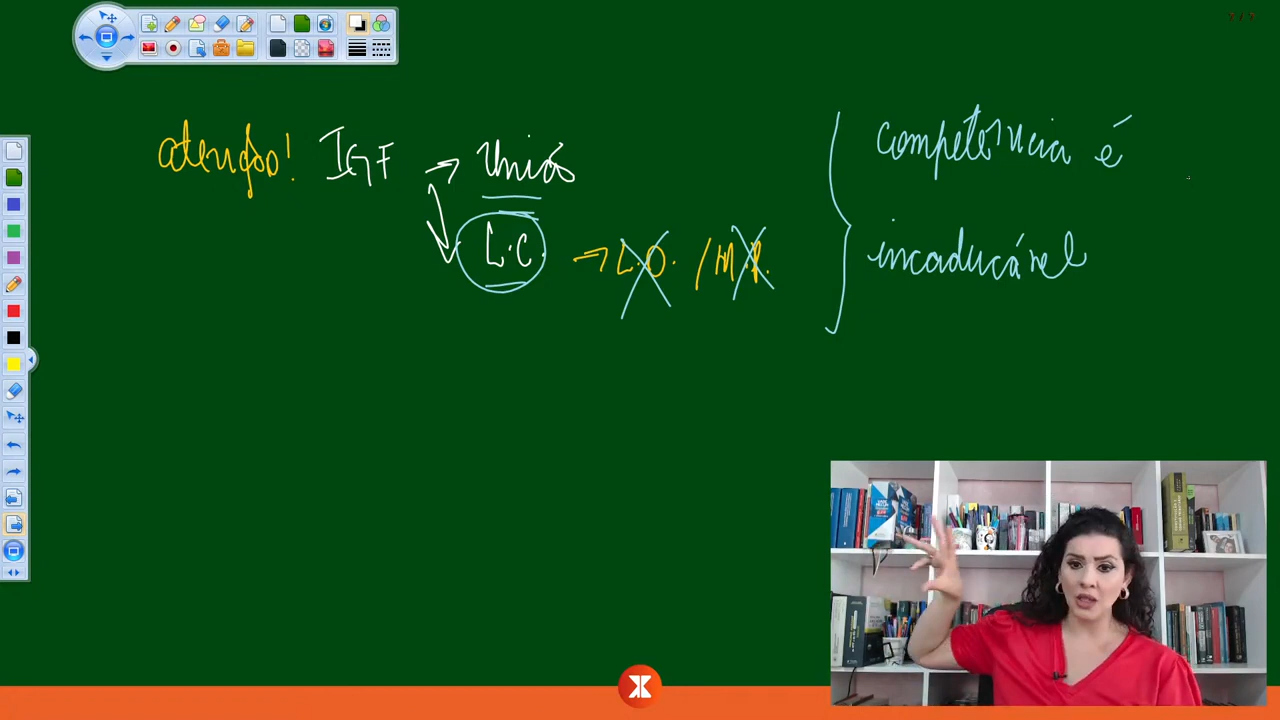 atenção! IGF → União
L.C. → L.O. / M.P.
competência é
incaducável